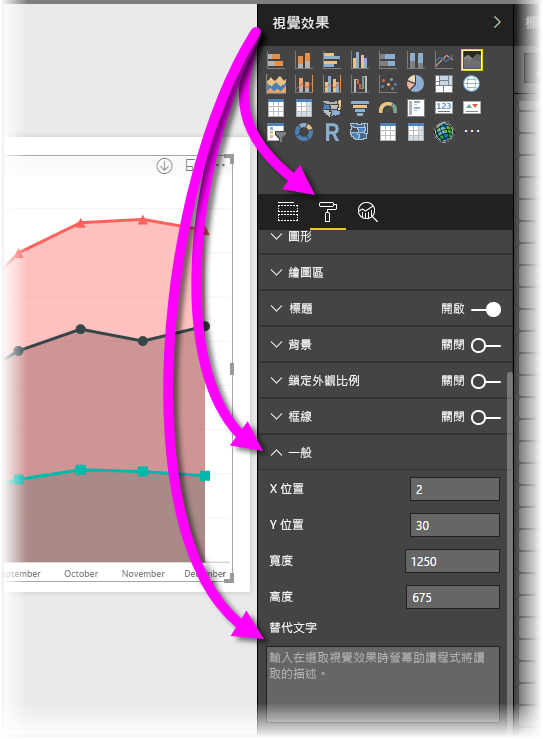 視覺效果
R
123
圖形
繪圖區
標題 開啟
背景 關閉
鎖定外觀比例 關閉
框線 關閉
一般
X 位置 2
Y 位置 30
寬度 1250
高度 675
替代文字
輸入在選取視覺效果時螢幕助讀程式將讀
取的描述。
October November December